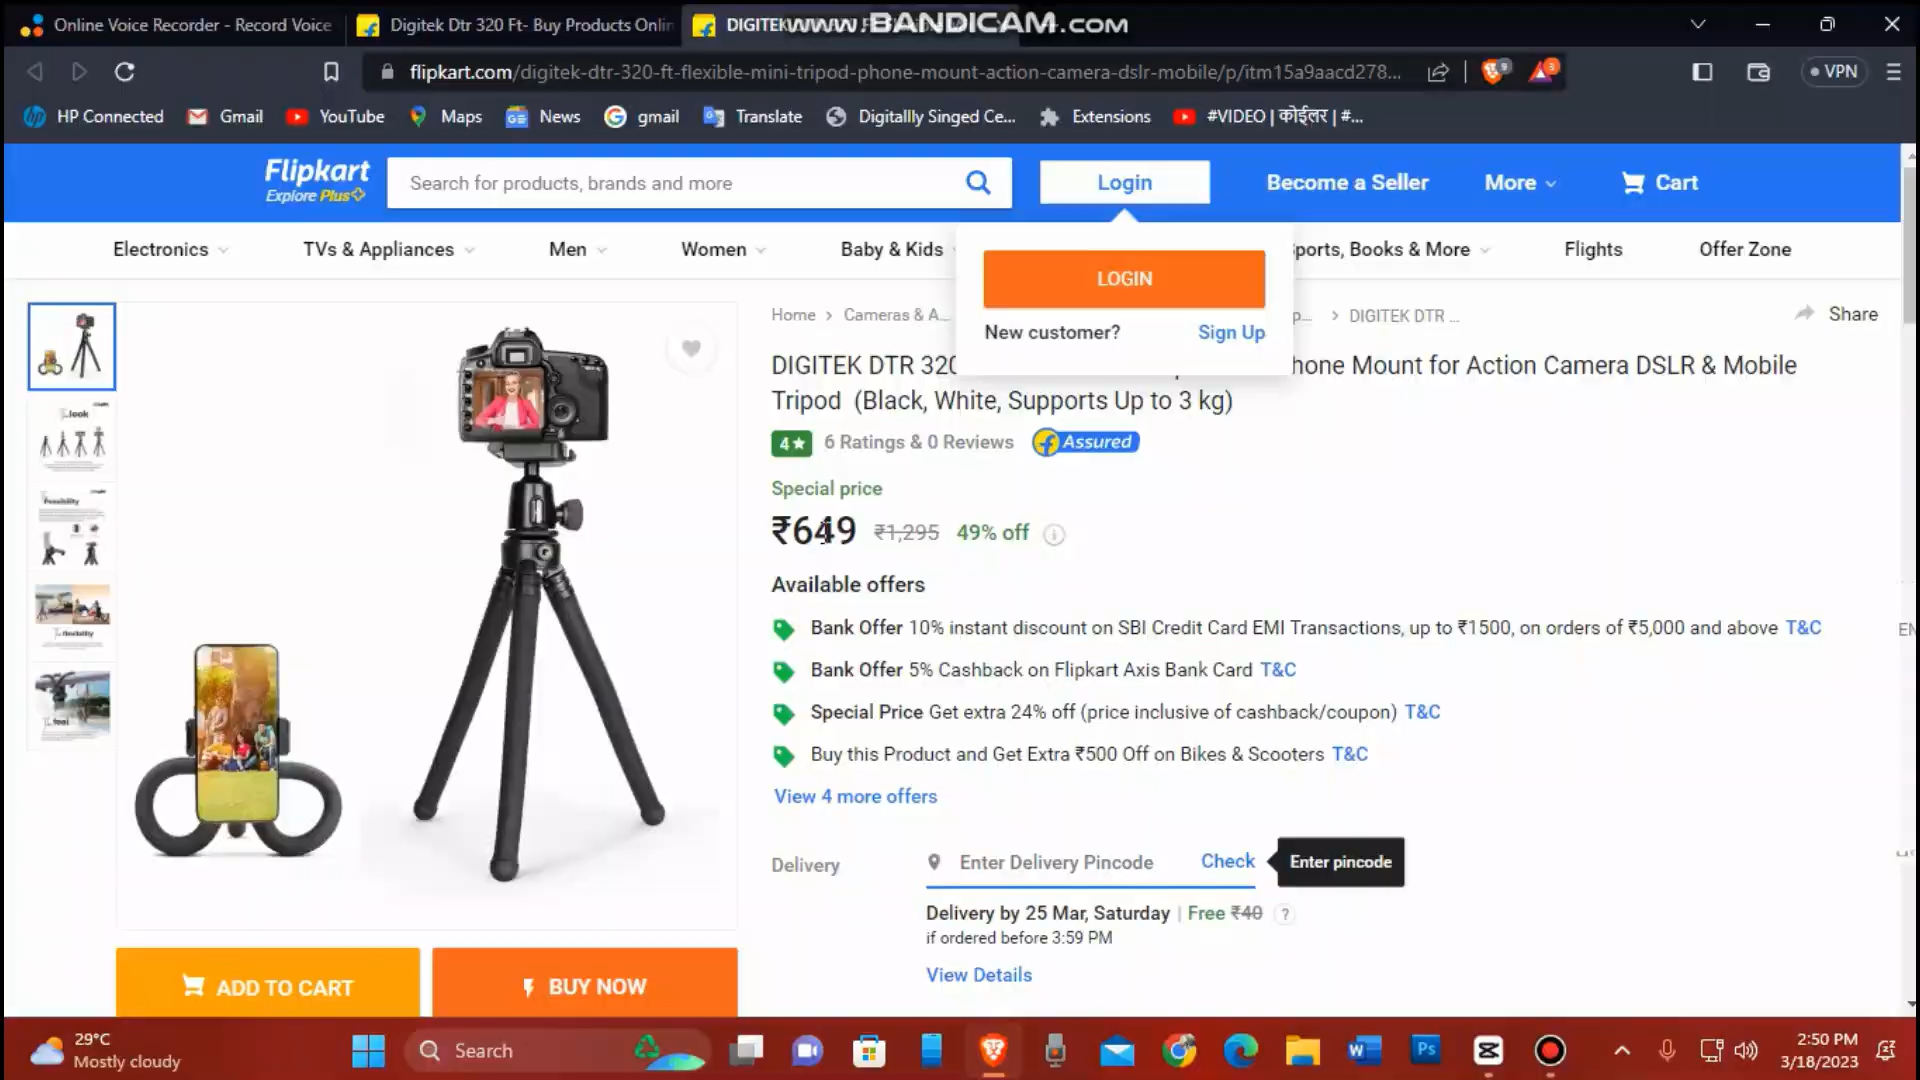 Online Voice Recorder - Record Voice
Digitek Dtr 320 Ft- Buy Products Onlin
DIGITEK
www.BANDICAM.com
flipkart.com/digitek-dtr-320-ft-flexible-mini-tripod-phone-mount-action-camera-dslr-mobile/p/itm15a9aacd278...
9
3
VPN
HP Connected
Gmail
YouTube
Maps
News
gmail
Translate
Digitallly Singed Ce...
Extensions
#VIDEO | कोईलर | #...
Flipkart
Explore Plus
Search for products, brands and more
Login
Become a Seller
More
Cart
Electronics
TVs & Appliances
Men
Women
Baby & Kids
ports, Books & More
Flights
Offer Zone
LOGIN
New customer?
Sign Up
Home > Cameras & A... p... > DIGITEK DTR ...
Share
DIGITEK DTR 320 hone Mount for Action Camera DSLR & Mobile
Tripod (Black, White, Supports Up to 3 kg)
4★ 6 Ratings & 0 Reviews Assured
Special price
₹649 ₹1,295 49% off
Available offers
Bank Offer 10% instant discount on SBI Credit Card EMI Transactions, up to ₹1500, on orders of ₹5,000 and above T&C
Bank Offer 5% Cashback on Flipkart Axis Bank Card T&C
Special Price Get extra 24% off (price inclusive of cashback/coupon) T&C
Buy this Product and Get Extra ₹500 Off on Bikes & Scooters T&C
View 4 more offers
Delivery
Enter Delivery Pincode
Check
Enter pincode
Delivery by 25 Mar, Saturday | Free ₹40 ?
if ordered before 3:59 PM
View Details
look
flexibility
feel
ADD TO CART
BUY NOW
29°C
Mostly cloudy
Search
Ps
2:50 PM
3/18/2023